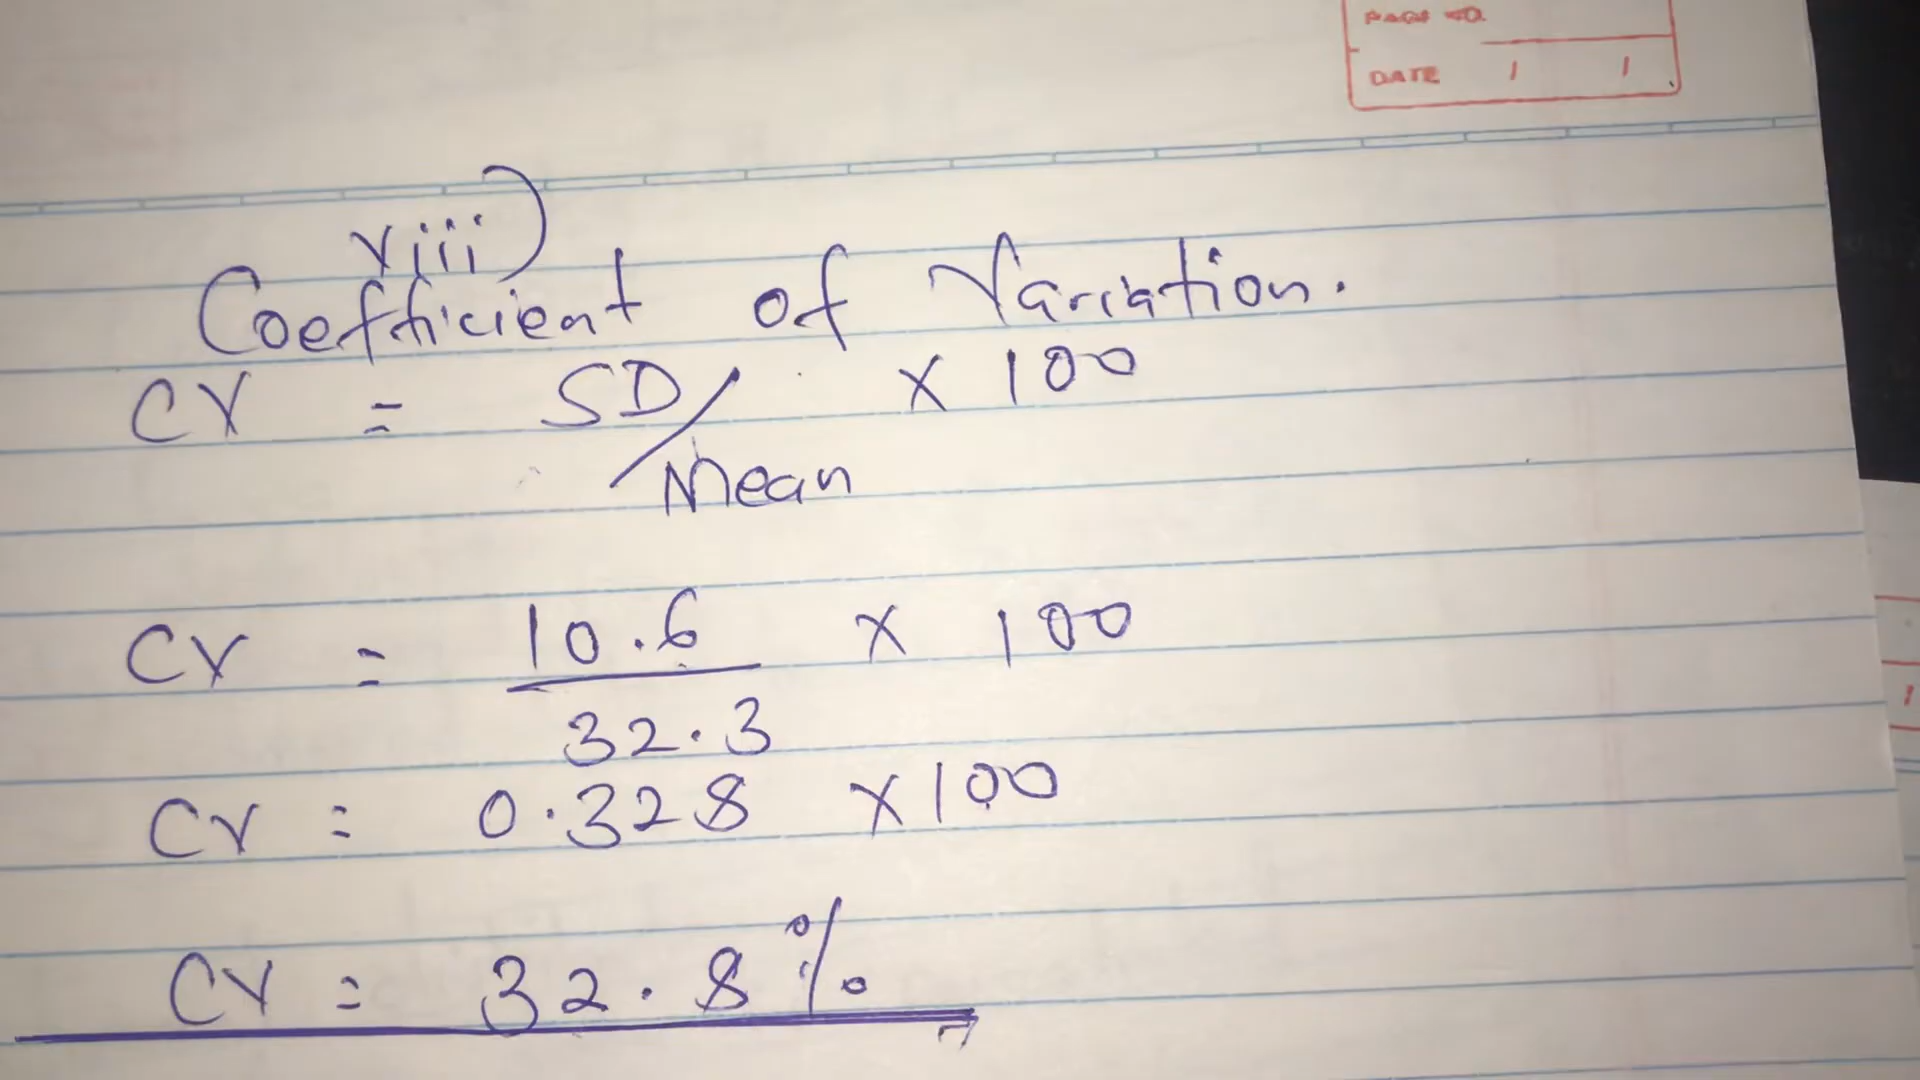 PAGE NO.
DATE / /
viii)
Coefficient of Variation.
CV = SD/Mean x 100
CV = 10.6/32.3 x 100
CV = 0.328 x 100
CV = 32.8%